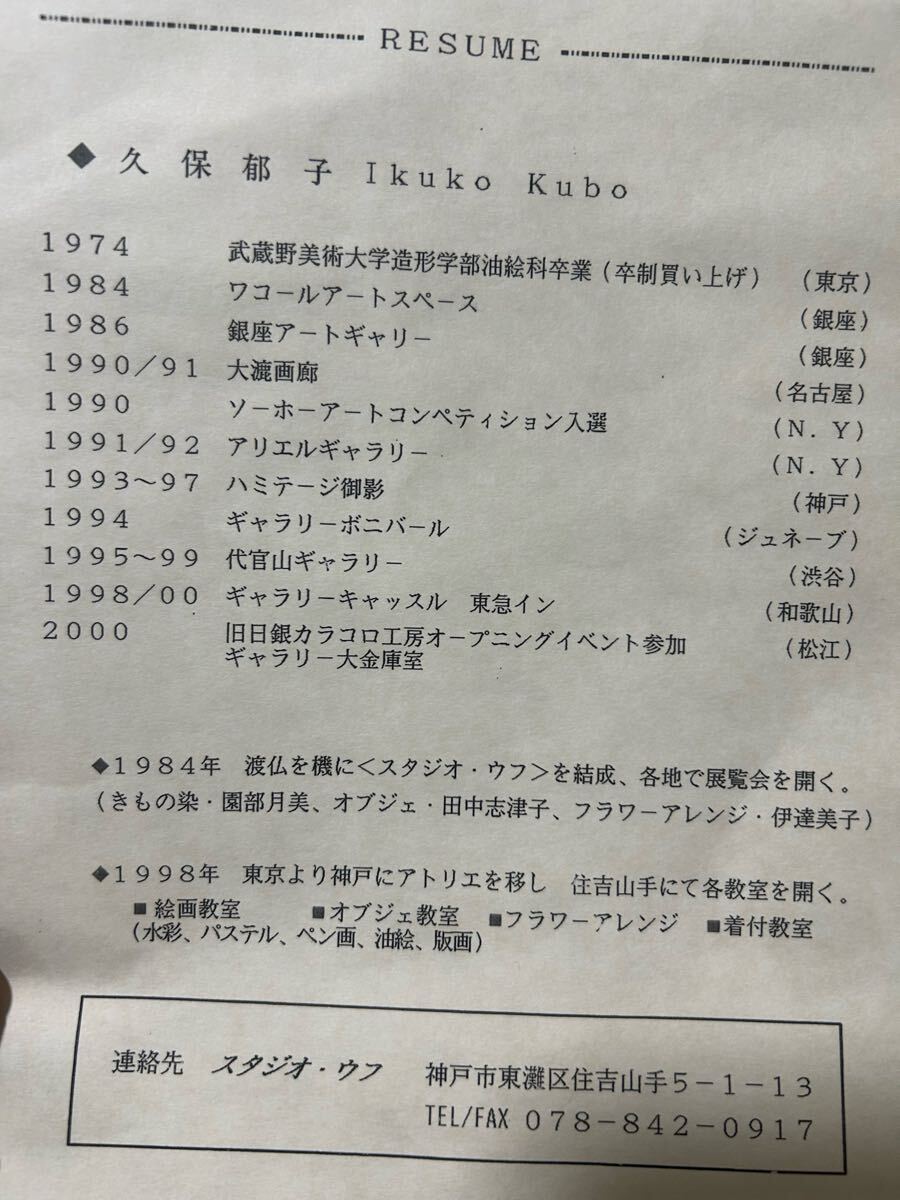 RESUME
◆久保郁子 Ikuko Kubo
1974 武蔵野美術大学造形学部油絵科卒業(卒制買い上げ) (東京)
1984 ワコールアートスペース (銀座)
1986 銀座アートギャリー (銀座)
1990/91 大漉画廊 (名古屋)
1990 ソーホーアートコンペティション入選 (N.Y)
1991/92 アリエルギャラリー (N.Y)
1993～97 ハミテージ御影 (神戸)
1994 ギャラリーボニバール (ジュネーブ)
1995～99 代官山ギャラリー (渋谷)
1998/00 ギャラリーキャッスル 東急イン (和歌山)
2000 旧日銀カラコロ工房オープニングイベント参加 (松江)
ギャラリー大金庫室
◆1984年 渡仏を機に<スタジオ・ウフ>を結成、各地で展覧会を開く。
(きもの染・園部月美、オブジェ・田中志津子、フラワーアレンジ・伊達美子)
◆1998年 東京より神戸にアトリエを移し 住吉山手にて各教室を開く。
■絵画教室 ■オブジェ教室 ■フラワーアレンジ ■着付教室
(水彩、パステル、ペン画、油絵、版画)
連絡先 スタジオ・ウフ 神戸市東灘区住吉山手5-1-13
TEL/FAX 078-842-0917